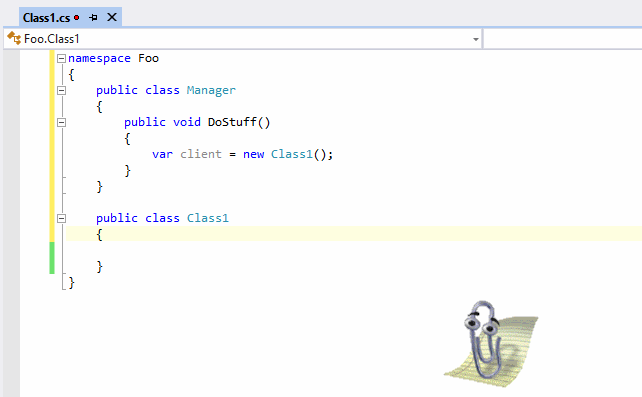 Class1.cs
Foo.Class1
namespace Foo
{
public class Manager
{
public void DoStuff()
{
var client = new Class1();
}
}
public class Class1
{
}
}